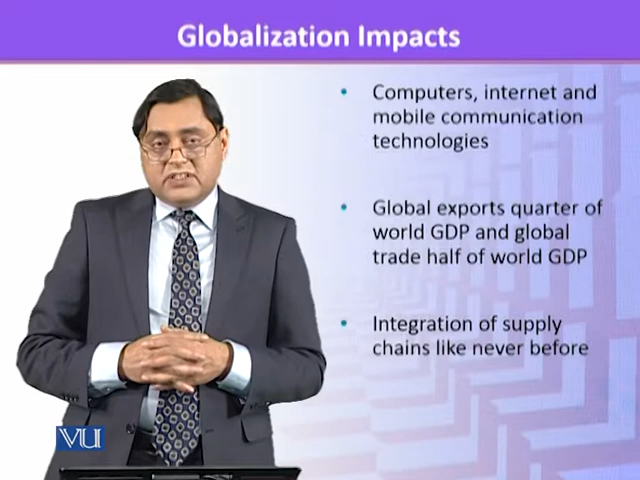 Globalization Impacts
• Computers, internet and
mobile communication
technologies
• Global exports quarter of
world GDP and global
trade half of world GDP
• Integration of supply
chains like never before
VU